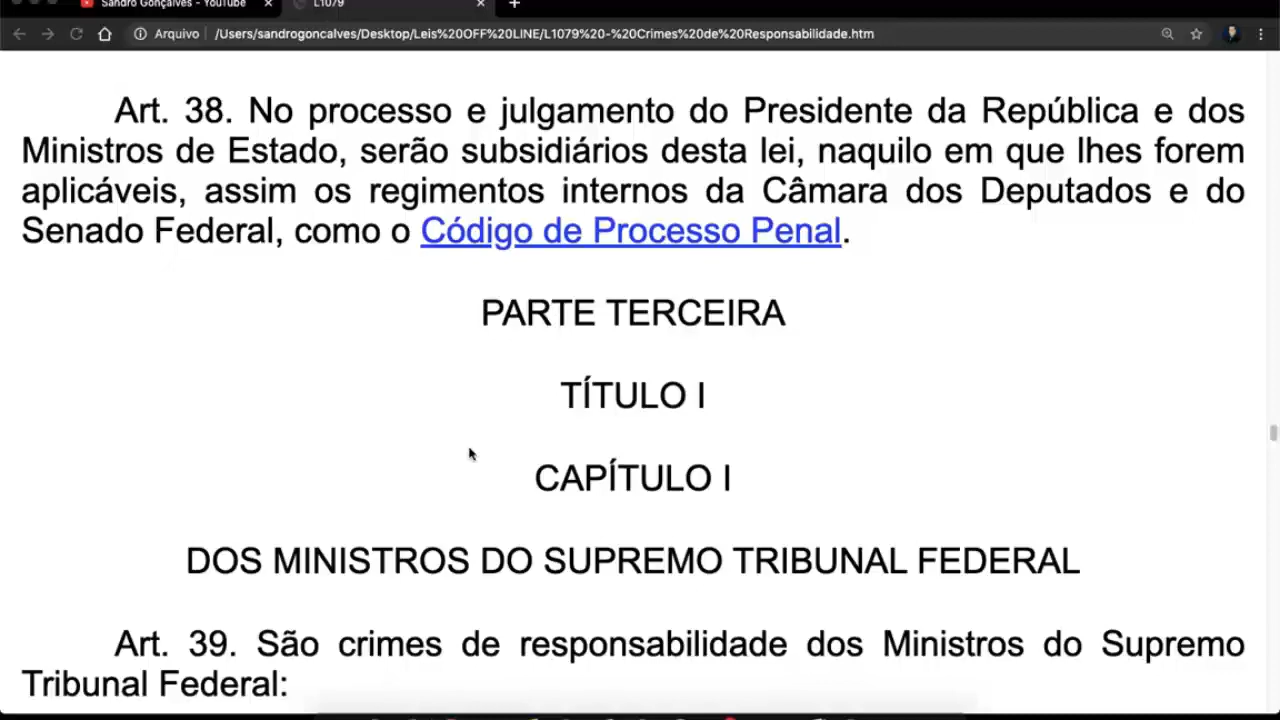 Sandro Gonçalves - YouTube × L1079 × +
Arquivo | /Users/sandrogoncalves/Desktop/Leis%20OFF%20LINE/L1079%20-%20Crimes%20de%20Responsabilidade.htm
Art. 38. No processo e julgamento do Presidente da República e dos
Ministros de Estado, serão subsidiários desta lei, naquilo em que lhes forem
aplicáveis, assim os regimentos internos da Câmara dos Deputados e do
Senado Federal, como o Código de Processo Penal.
PARTE TERCEIRA
TÍTULO I
CAPÍTULO I
DOS MINISTROS DO SUPREMO TRIBUNAL FEDERAL
Art. 39. São crimes de responsabilidade dos Ministros do Supremo
Tribunal Federal: